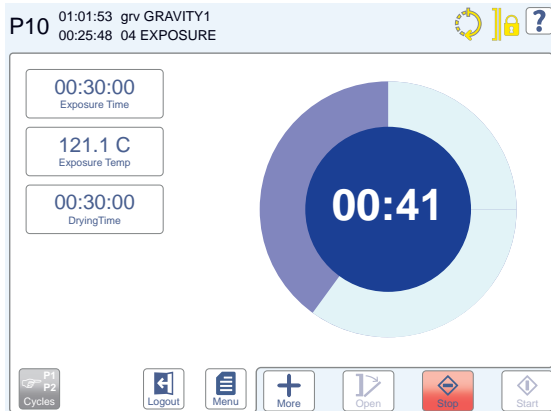 P10 01:01:53 grv GRAVITY1
00:25:48 04 EXPOSURE
?
00:30:00
Exposure Time
121.1 C
Exposure Temp
00:30:00
DryingTime
00:41
P1
P2
Cycles
Logout
Menu
More
Open
Stop
Start